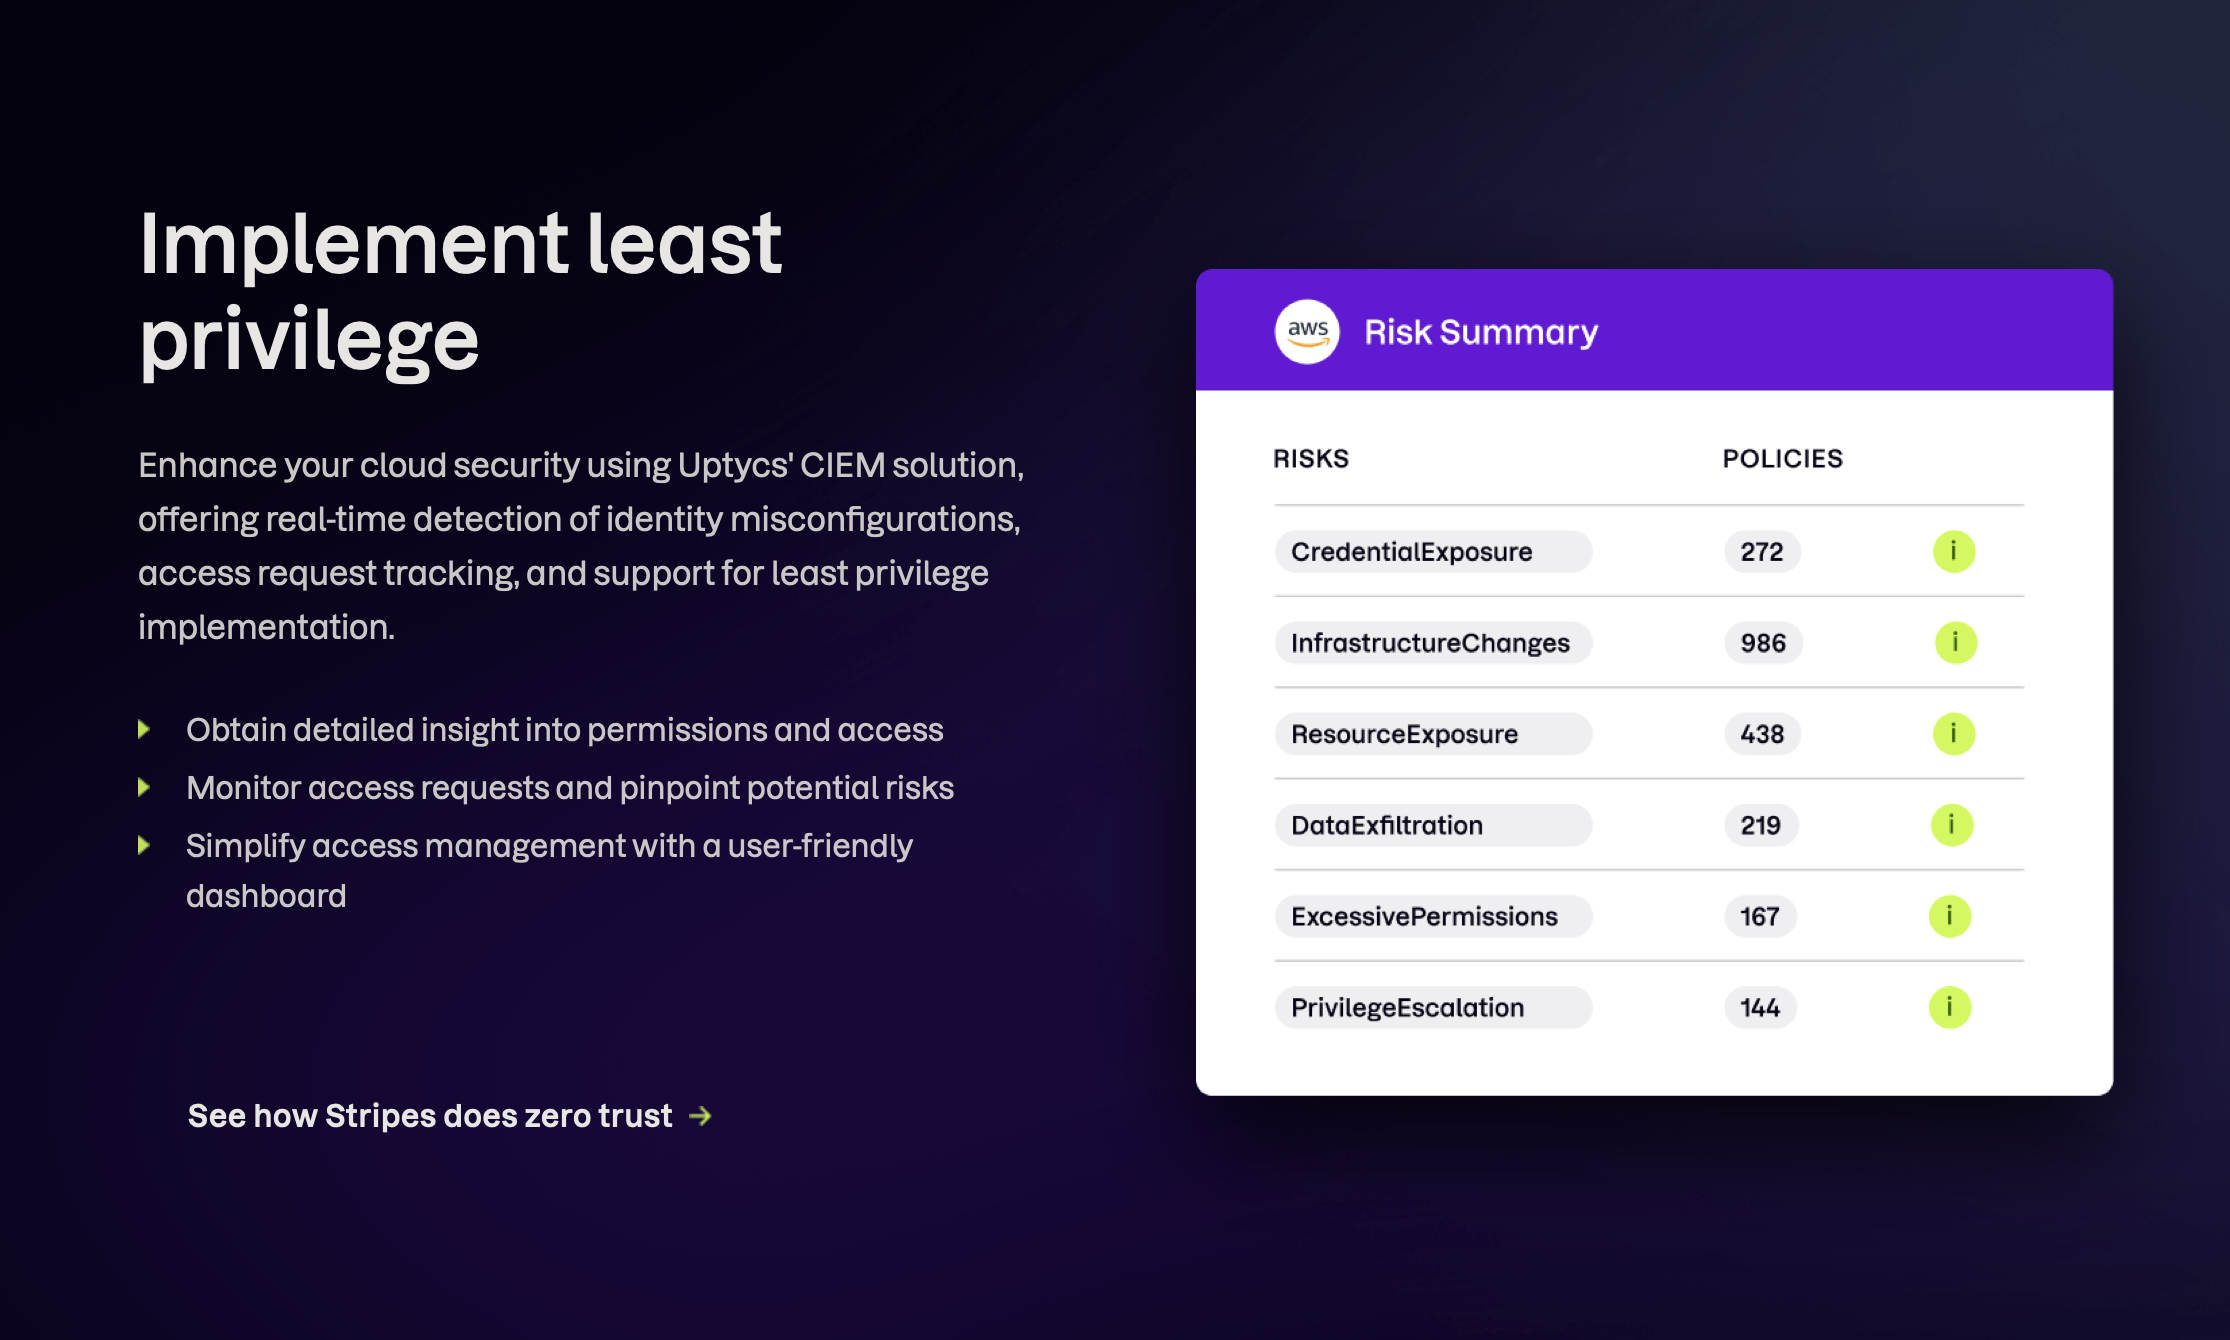 Implement least
privilege
Enhance your cloud security using Uptycs' CIEM solution,
offering real-time detection of identity misconfigurations,
access request tracking, and support for least privilege
implementation.
Obtain detailed insight into permissions and access
Monitor access requests and pinpoint potential risks
Simplify access management with a user-friendly
dashboard
See how Stripes does zero trust →
aws Risk Summary
RISKS POLICIES
CredentialExposure 272 i
InfrastructureChanges 986 i
ResourceExposure 438 i
DataExfiltration 219 i
ExcessivePermissions 167 i
PrivilegeEscalation 144 i